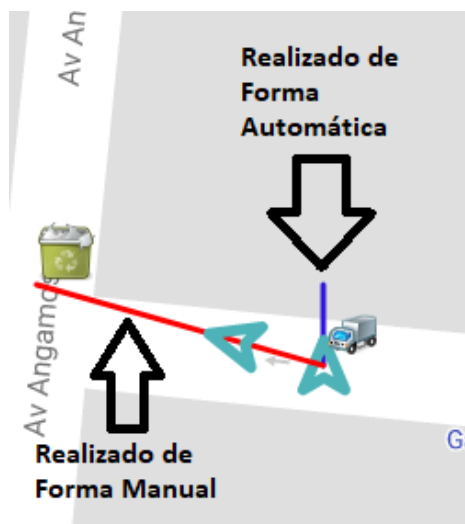 Av An
Realizado de
Forma
Automática
Av Angamos
Realizado de
Forma Manual
G